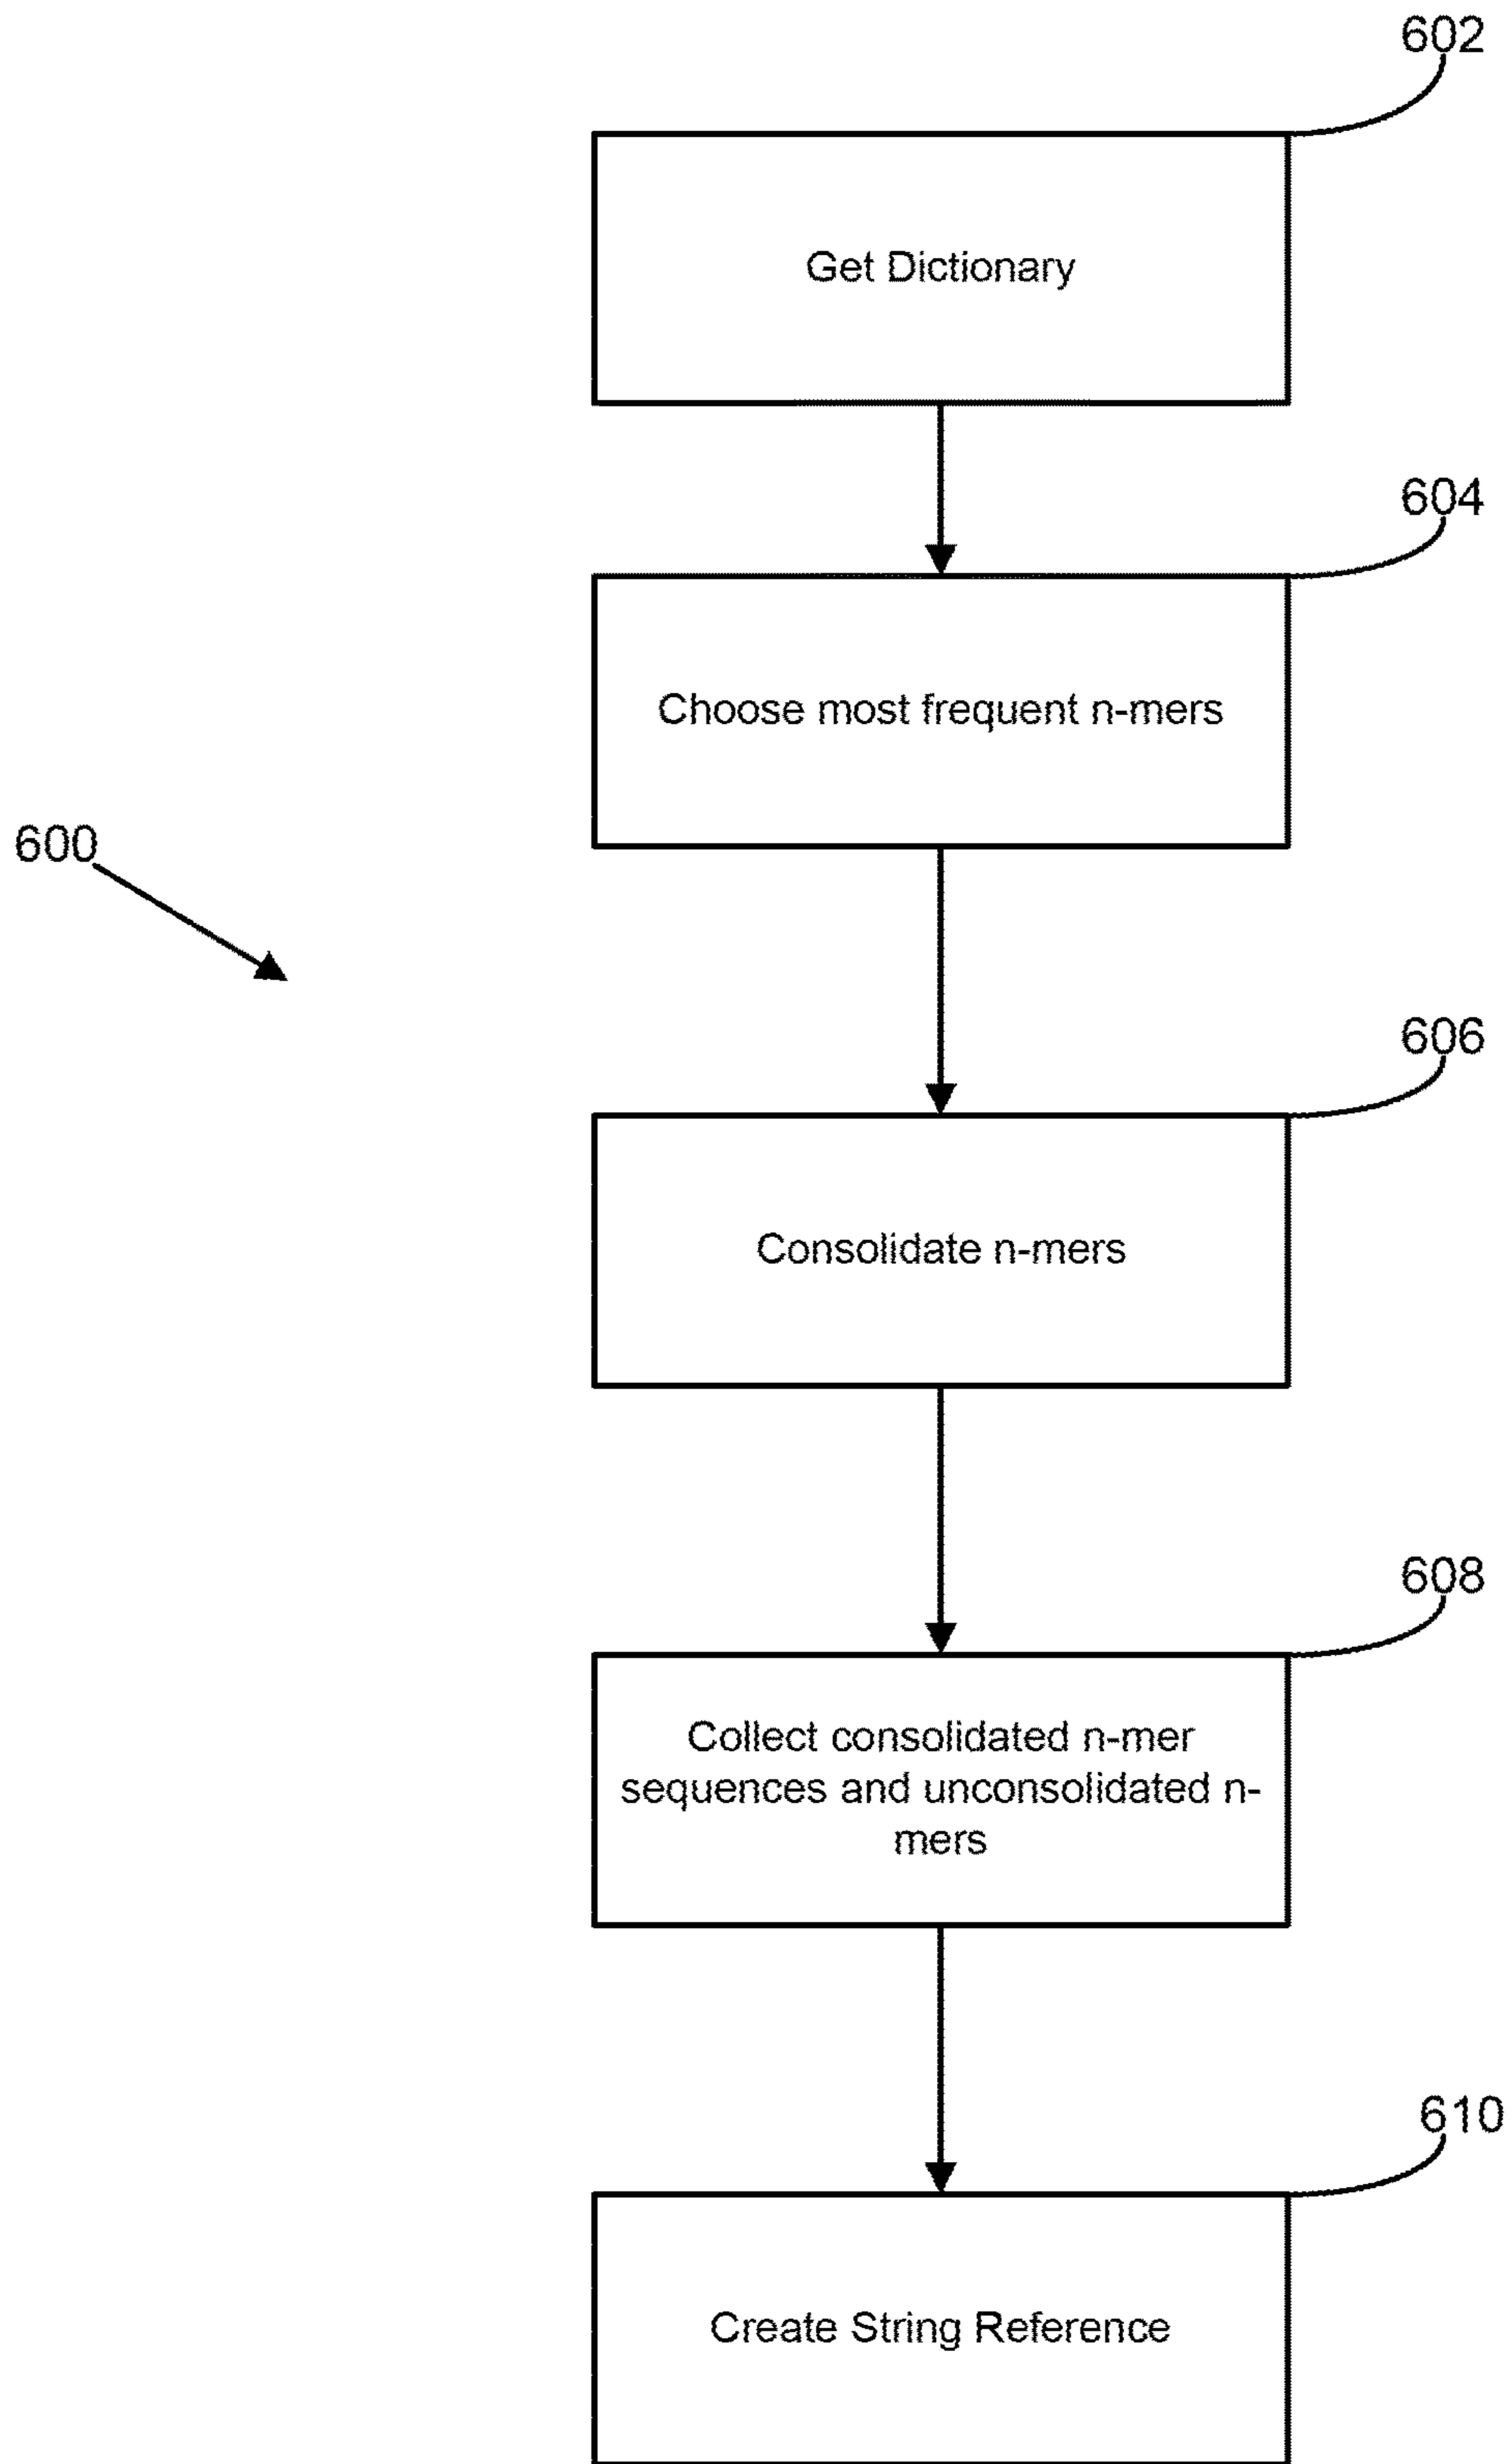 602
Get Dictionary
604
Choose most frequent n-mers
600
606
Consolidate n-mers
608
Collect consolidated n-mer
sequences and unconsolidated n-
mers
610
Create String Reference